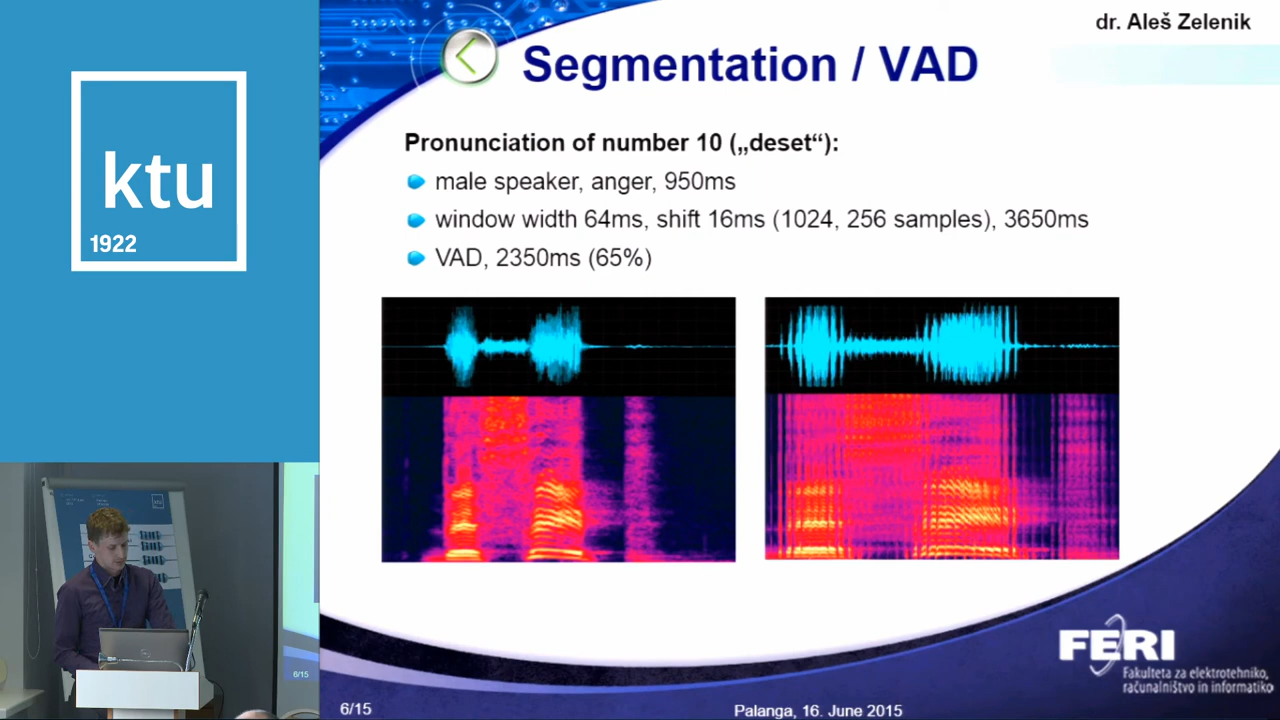 ktu
1922
dr. Aleš Zelenik
Segmentation / VAD
Pronunciation of number 10 („deset“):
male speaker, anger, 950ms
window width 64ms, shift 16ms (1024, 256 samples), 3650ms
VAD, 2350ms (65%)
FERI
Fakulteta za elektrotehniko,
računalništvo in informatiko
6/15
Palanga, 16. June 2015
6/15